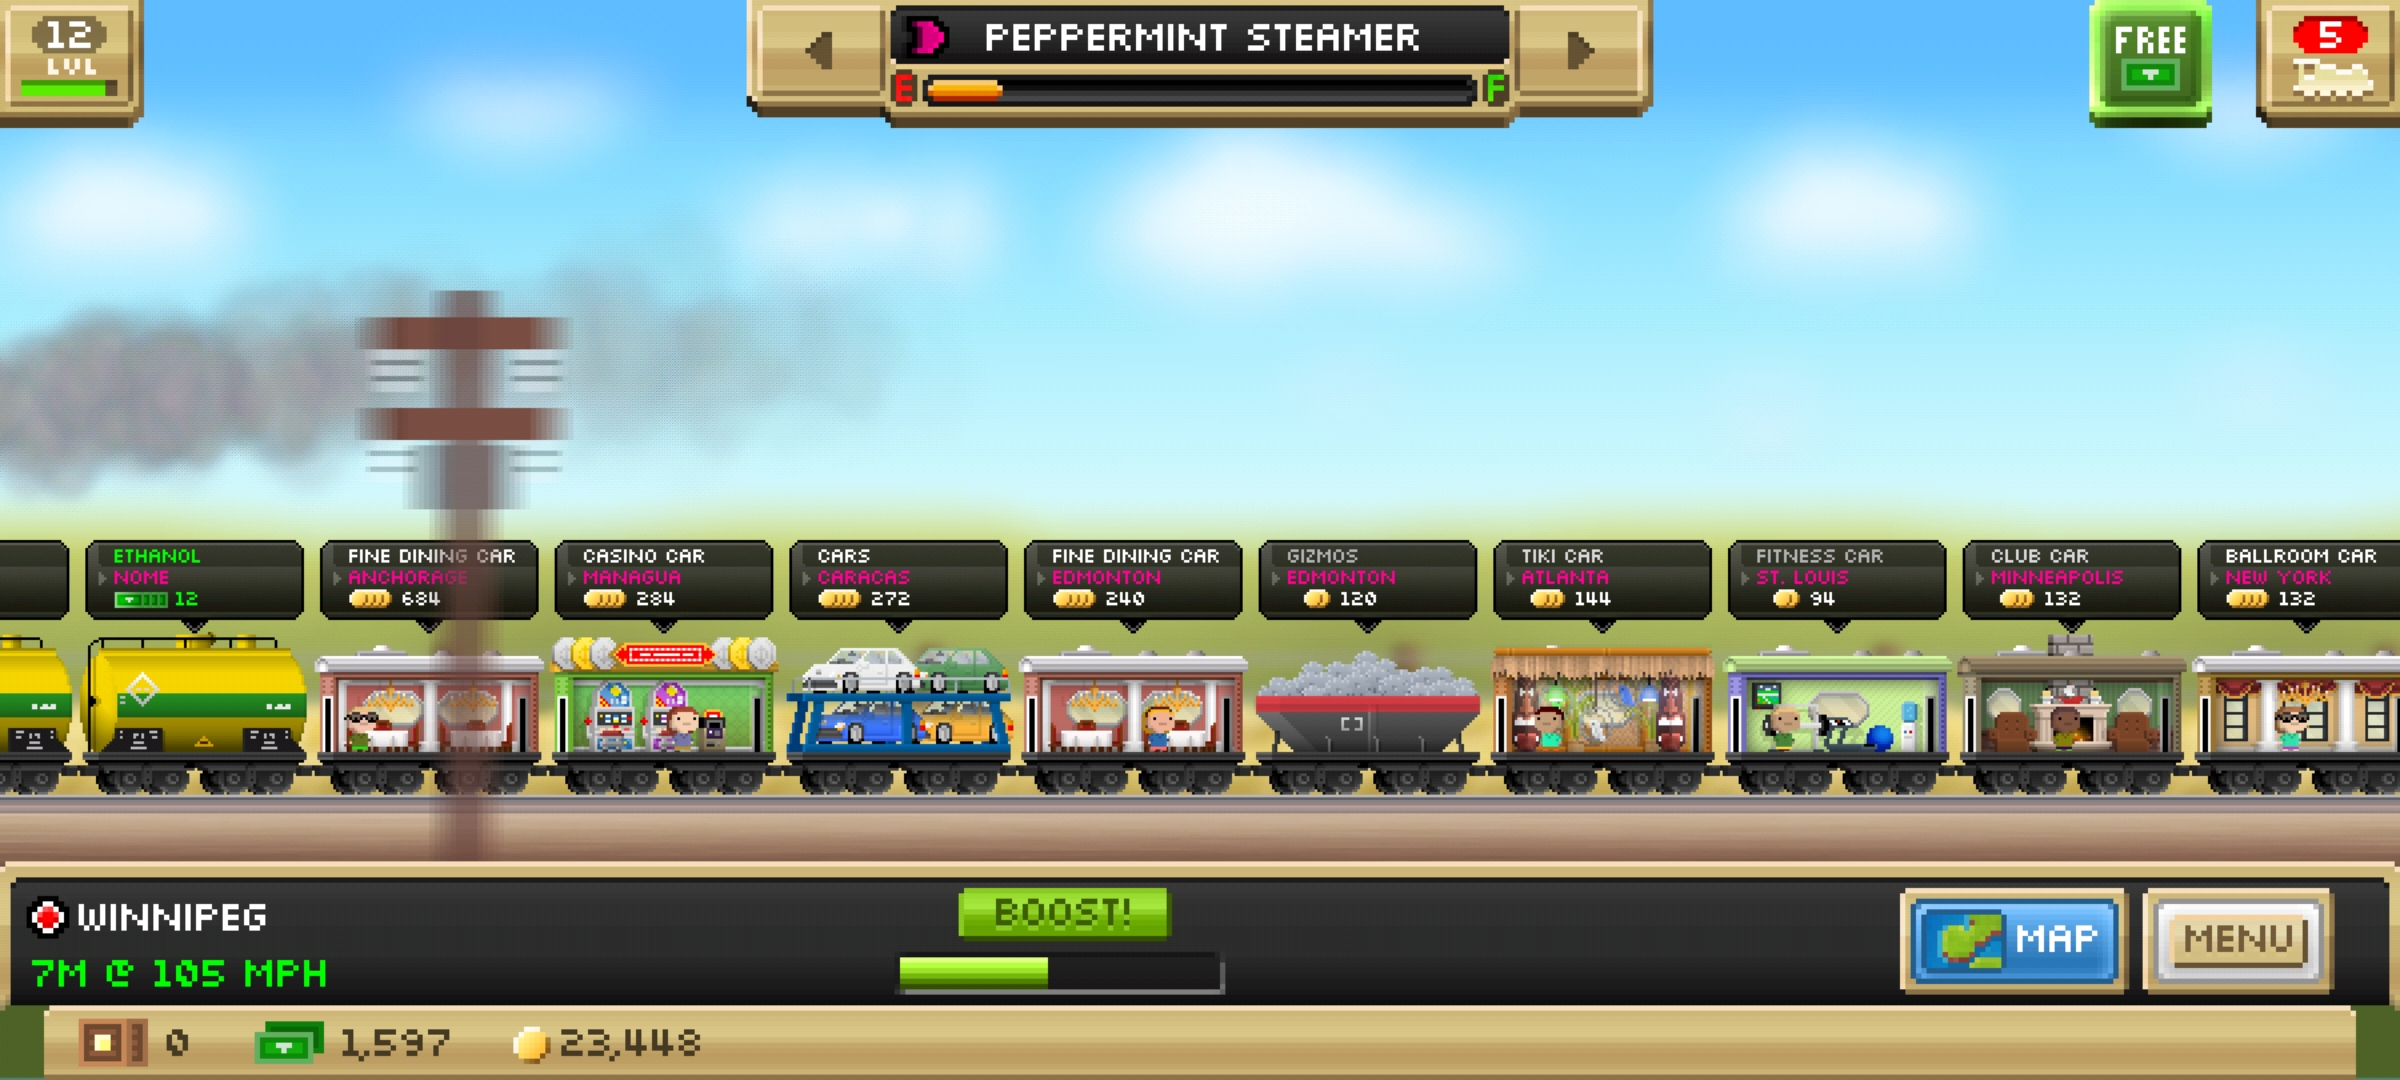 12
LVL
PEPPERMINT STEAMER
E
F
FREE
5
ETHANOL
NOME
12
FINE DINING CAR
ANCHORAGE
684
CASINO CAR
MANAGUA
284
CARS
CARACAS
272
FINE DINING CAR
EDMONTON
240
GIZMOS
EDMONTON
120
TIKI CAR
ATLANTA
144
FITNESS CAR
ST. LOUIS
94
CLUB CAR
MINNEAPOLIS
132
BALLROOM CAR
NEW YORK
132
WINNIPEG
7M @ 105 MPH
BOOST!
MAP
MENU
0
1,597
23,448